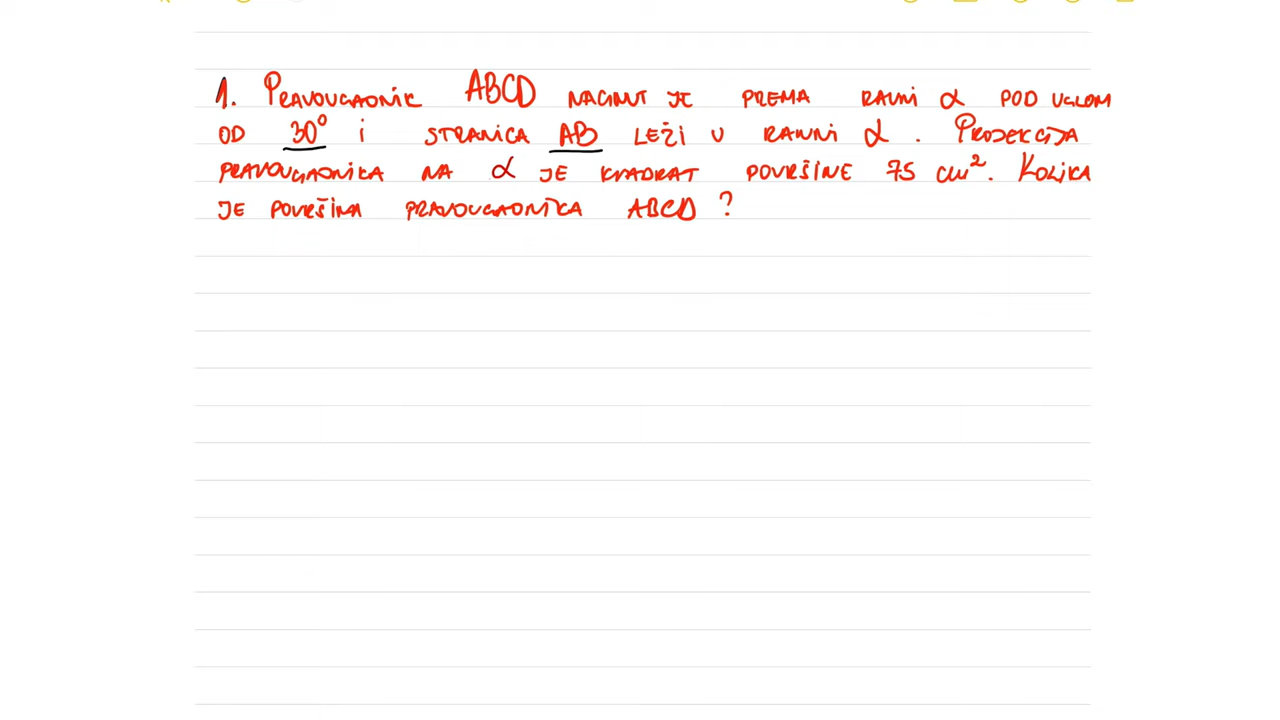 1. PRAVOUGAONIK ABCD NAGNUT JE PREMA RAVNI α POD UGLOM
OD 30° i STRANICA AB LEŽI U RAVNI α. PROJEKCIJA
PRAVOUGAONIKA NA α JE KVADRAT POVRŠINE 75 cm². KOLIKA
JE POVRŠINA PRAVOUGAONIKA ABCD?